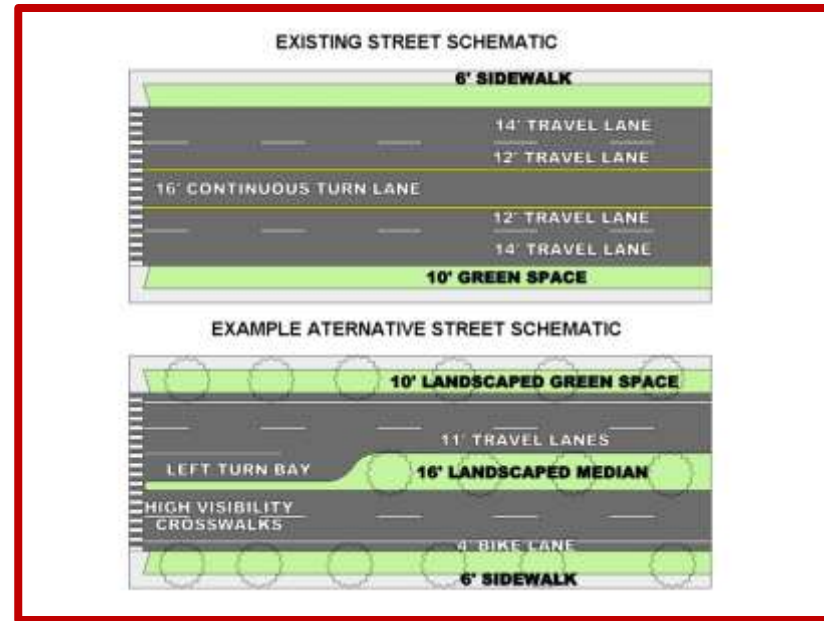 EXISTING STREET SCHEMATIC
6' SIDEWALK
14' TRAVEL LANE
12' TRAVEL LANE
16' CONTINUOUS TURN LANE
12' TRAVEL LANE
14' TRAVEL LANE
10' GREEN SPACE
EXAMPLE ATERNATIVE STREET SCHEMATIC
10' LANDSCAPED GREEN SPACE
11' TRAVEL LANES
LEFT TURN BAY
16' LANDSCAPED MEDIAN
HIGH VISIBILITY
CROSSWALKS
4' BIKE LANE
6' SIDEWALK